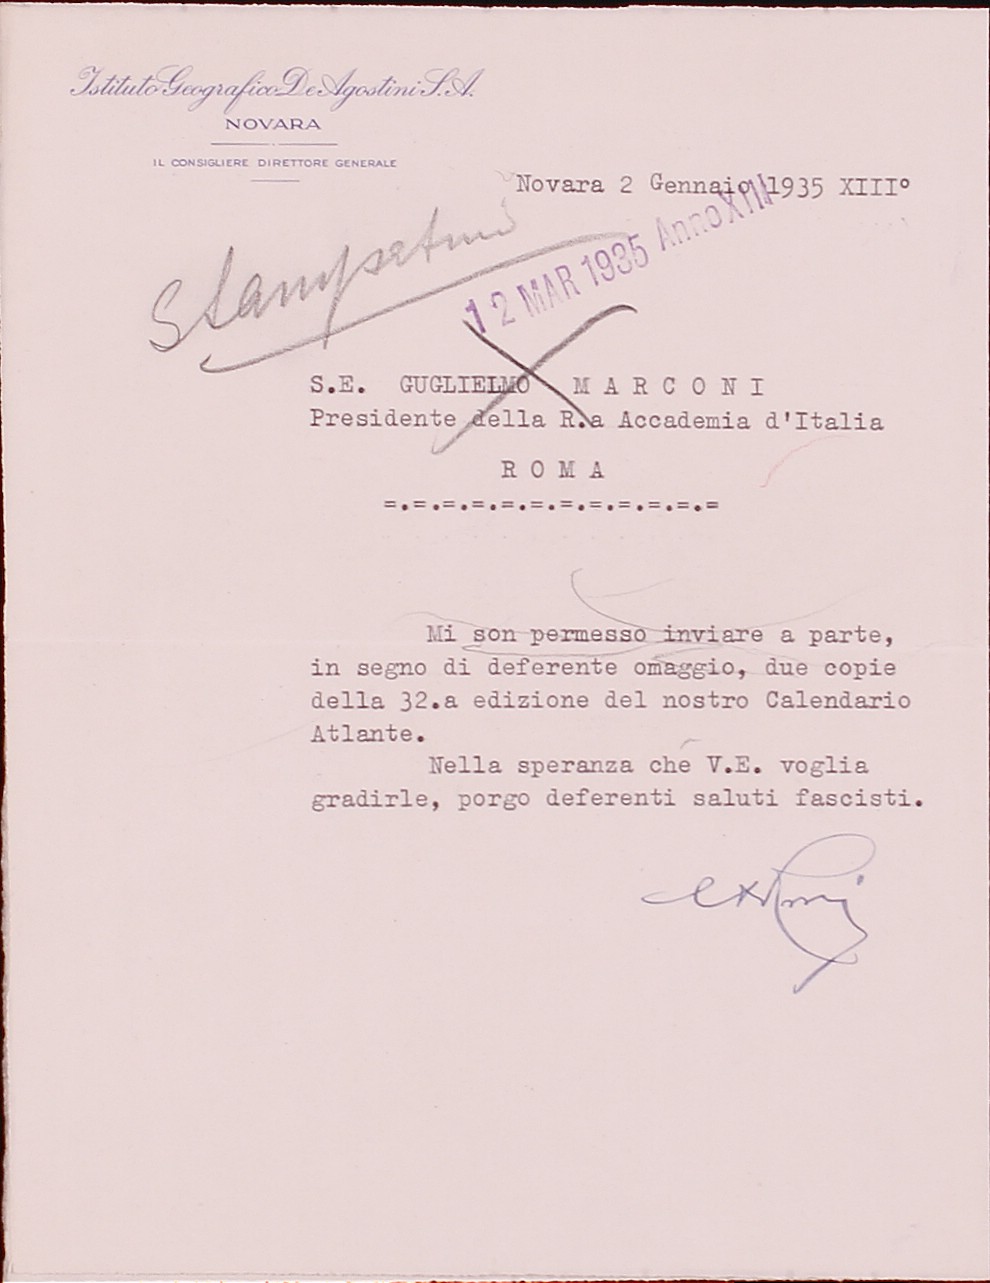 Istituto Geografico De Agostini S.A.
NOVARA
IL CONSIGLIERE DIRETTORE GENERALE
Novara 2 Gennaio 1935 XIII°
12 MAR 1935 Anno XIII
S.E. GUGLIELMO M A R C O N I
Presidente della R.a Accademia d'Italia
R O M A
=.=.=.=.=.=.=.=.=.=.=.=
Mi son permesso inviare a parte,
in segno di deferente omaggio, due copie
della 32.a edizione del nostro Calendario
Atlante.
Nella speranza che V.E. voglia
gradirle, porgo deferenti saluti fascisti.